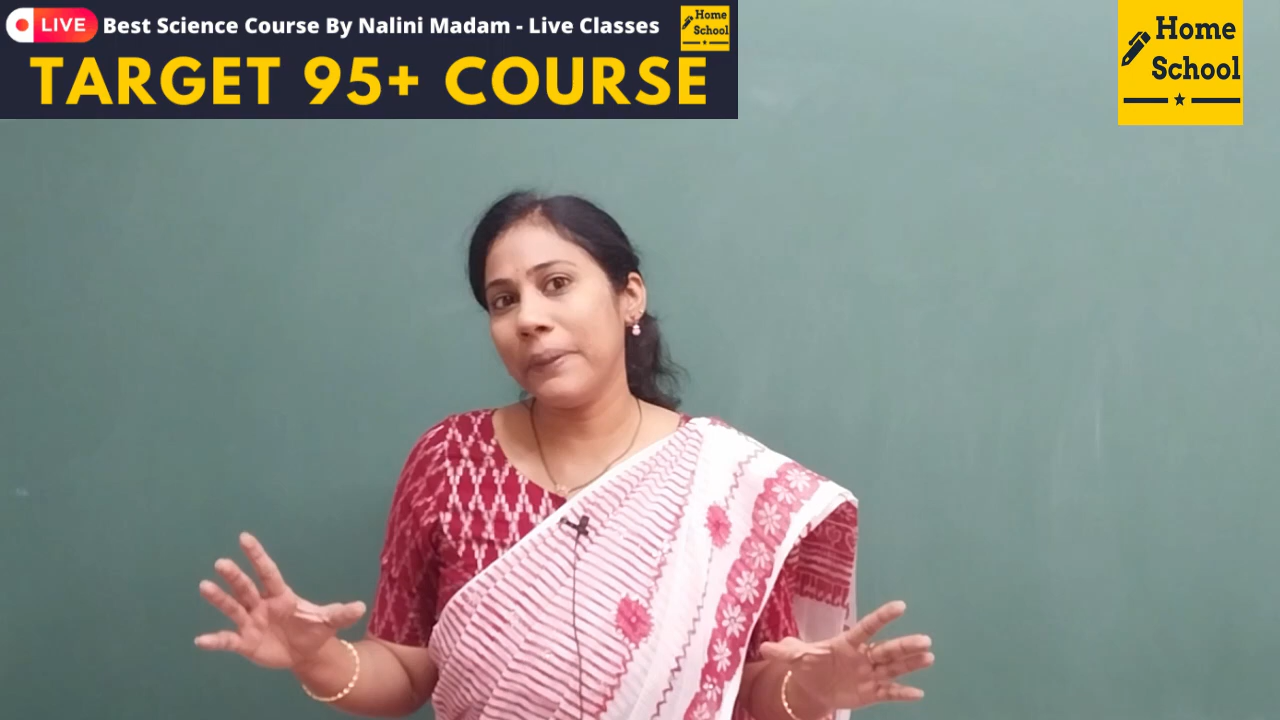 LIVE Best Science Course By Nalini Madam - Live Classes
Home
School
TARGET 95+ COURSE
Home
School